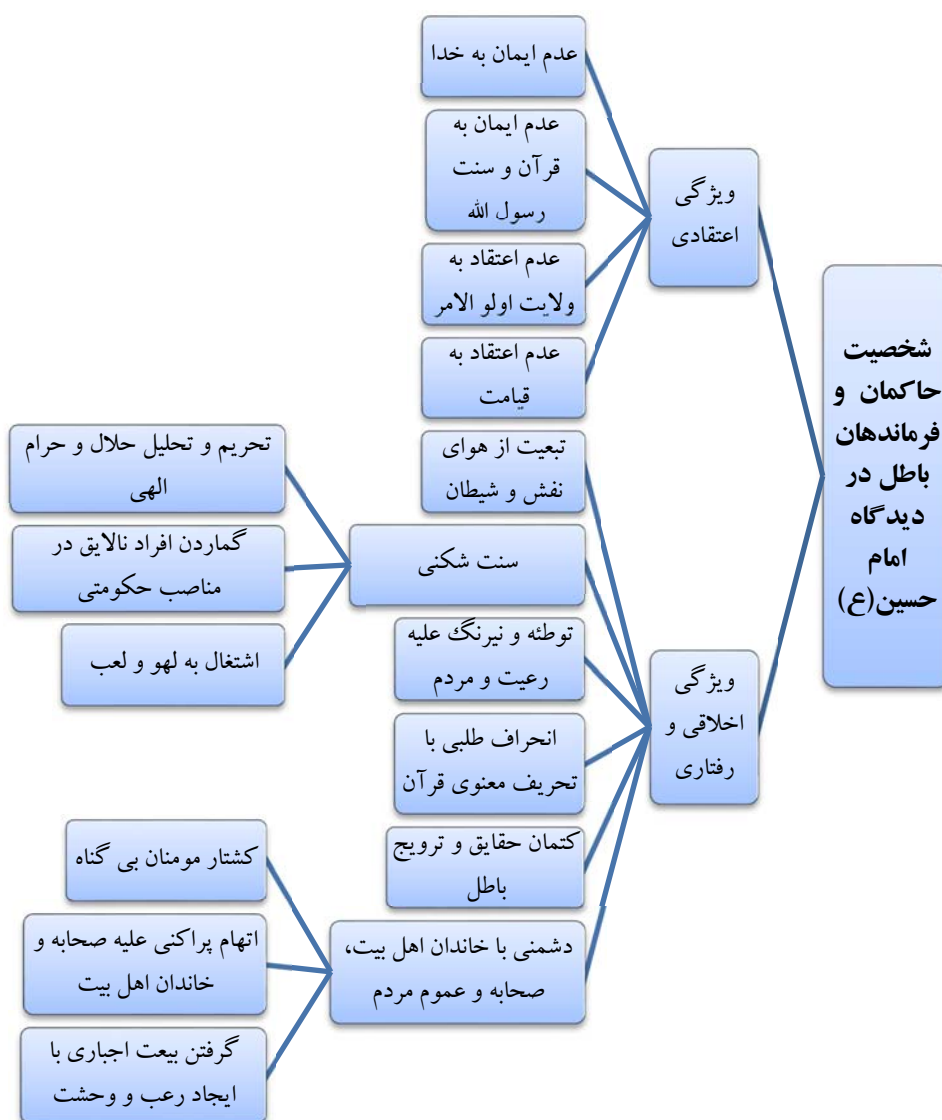 شخصیت
حاکمان و
فرماندهان
باطل در
دیدگاه
امام
حسین(ع)
ویژگی
اعتقادی
عدم ایمان به خدا
عدم ایمان به
قرآن و سنت
رسول الله
عدم اعتقاد به
ولایت اولو الامر
عدم اعتقاد به
قیامت
ویژگی
اخلاقی و
رفتاری
تبعیت از هوای
نفش و شیطان
سنت شکنی
تحریم و تحلیل حلال و حرام
الهی
گماردن افراد نالایق در
مناصب حکومتی
اشتغال به لهو و لعب
توطئه و نیرنگ علیه
رعیت و مردم
انحراف طلبی با
تحریف معنوی قرآن
کتمان حقایق و ترویج
باطل
دشمنی با خاندان اهل بیت،
صحابه و عموم مردم
کشتار مومنان بی گناه
اتهام پراکنی علیه صحابه و
خاندان اهل بیت
گرفتن بیعت اجباری با
ایجاد رعب و وحشت